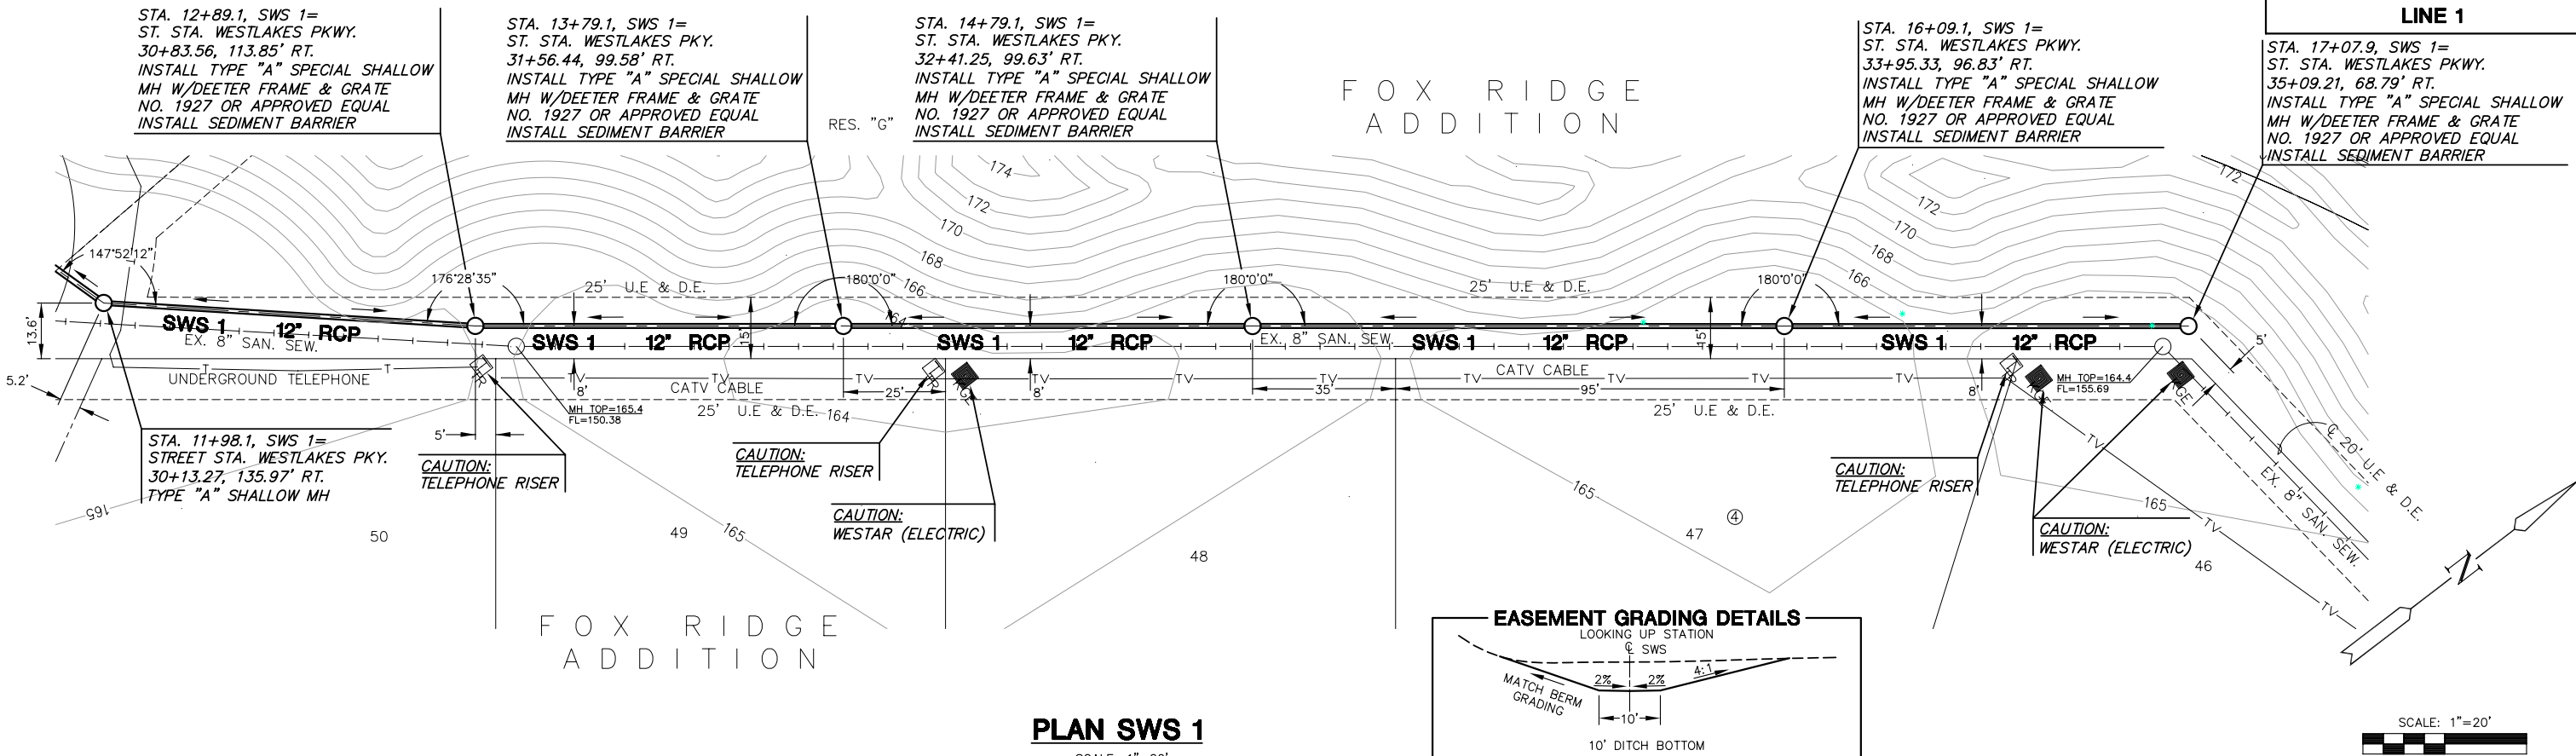 STA. 12+89.1, SWS 1=
ST. STA. WESTLAKES PKWY.
30+83.56, 113.85' RT.
INSTALL TYPE "A" SPECIAL SHALLOW
MH W/DEETER FRAME & GRATE
NO. 1927 OR APPROVED EQUAL
INSTALL SEDIMENT BARRIER
STA. 13+79.1, SWS 1=
ST. STA. WESTLAKES PKY.
31+56.44, 99.58' RT.
INSTALL TYPE "A" SPECIAL SHALLOW
MH W/DEETER FRAME & GRATE
NO. 1927 OR APPROVED EQUAL
INSTALL SEDIMENT BARRIER
RES. "G"
STA. 14+79.1, SWS 1=
ST. STA. WESTLAKES PKY.
32+41.25, 99.63' RT.
INSTALL TYPE "A" SPECIAL SHALLOW
MH W/DEETER FRAME & GRATE
NO. 1927 OR APPROVED EQUAL
INSTALL SEDIMENT BARRIER
FOX RIDGE
ADDITION
STA. 16+09.1, SWS 1=
ST. STA. WESTLAKES PKWY.
33+95.33, 96.83' RT.
INSTALL TYPE "A" SPECIAL SHALLOW
MH W/DEETER FRAME & GRATE
NO. 1927 OR APPROVED EQUAL
INSTALL SEDIMENT BARRIER
LINE 1
STA. 17+07.9, SWS 1=
ST. STA. WESTLAKES PKWY.
35+09.21, 68.79' RT.
INSTALL TYPE "A" SPECIAL SHALLOW
MH W/DEETER FRAME & GRATE
NO. 1927 OR APPROVED EQUAL
INSTALL SEDIMENT BARRIER
174
172
170
168
166
164
172
170
168
166
172
147°52'12"
176°28'35"
180°0'0"
180°0'0"
180°0'0"
25' U.E & D.E.
25' U.E & D.E.
13.6'
5.2'
15'
15'
SWS 1 12" RCP
SWS 1 12" RCP
SWS 1 12" RCP
SWS 1 12" RCP
SWS 1 12" RCP
EX. 8" SAN. SEW.
EX. 8" SAN. SEW.
T T
UNDERGROUND TELEPHONE
TR
TV
8'
CATV CABLE
TV
TV
25'
TR
TV
8'
TV
TV
35'
TV
CATV CABLE
TV
TV
95'
TV
TV
8'
5'
MH TOP=165.4
FL=150.38
MH TOP=164.4
FL=155.69
25' U.E & D.E.
164
25' U.E & D.E.
5'
STA. 11+98.1, SWS 1=
STREET STA. WESTLAKES PKY.
30+13.27, 135.97' RT.
TYPE "A" SHALLOW MH
CAUTION:
TELEPHONE RISER
CAUTION:
TELEPHONE RISER
CAUTION:
WESTAR (ELECTRIC)
CAUTION:
TELEPHONE RISER
CAUTION:
WESTAR (ELECTRIC)
TV
TV
TV
℄ 20' U.E & D.E.
EX. 8" SAN. SEW.
165
165
165
165
50
49
48
47
4
46
N
FOX RIDGE
ADDITION
EASEMENT GRADING DETAILS
LOOKING UP STATION
℄ SWS
2% 2%
4:1
MATCH BERM
GRADING
10'
10' DITCH BOTTOM
PLAN SWS 1
SCALE: 1"=20'